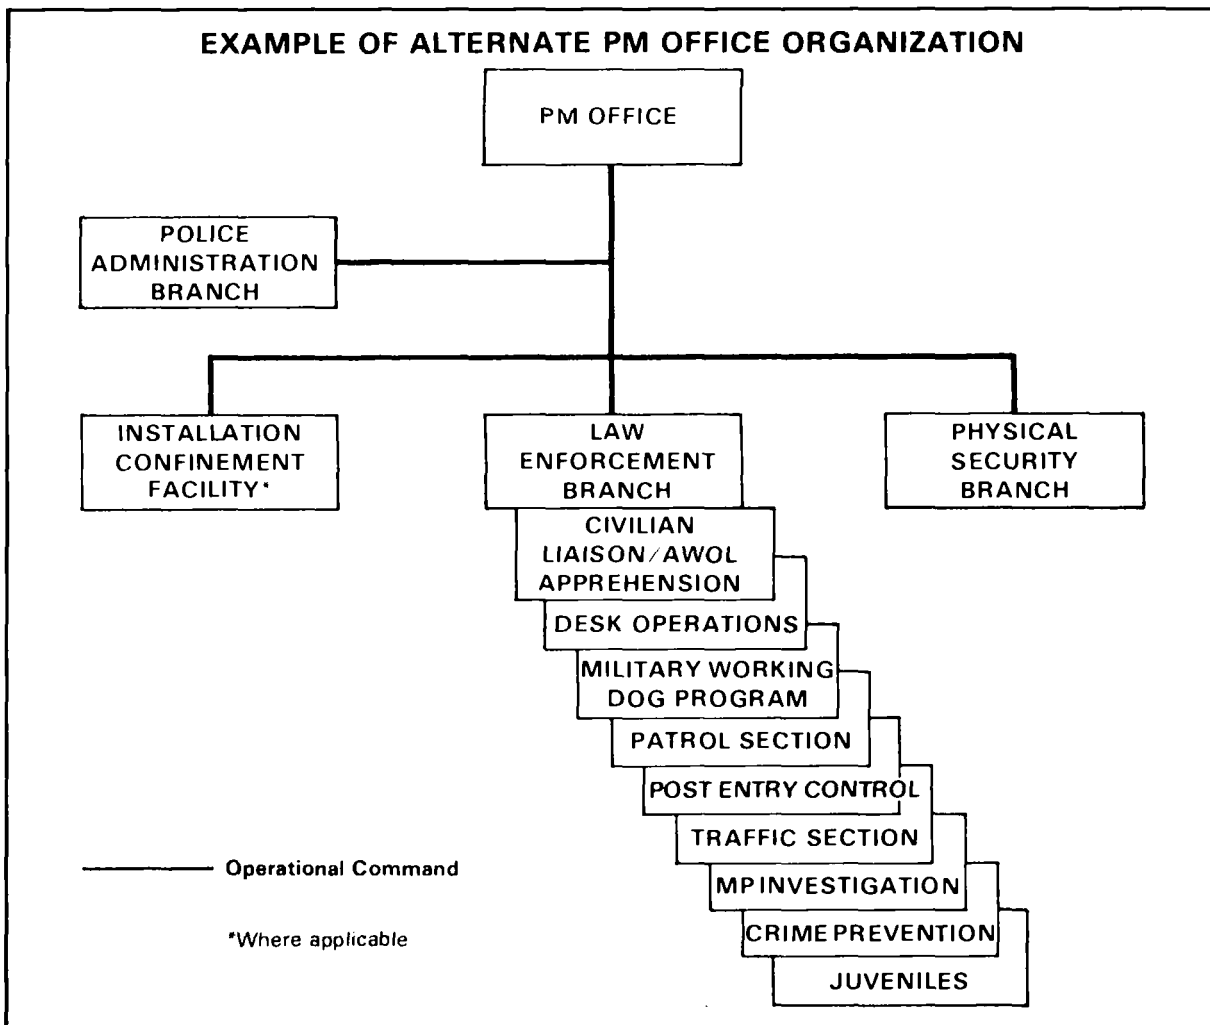 EXAMPLE OF ALTERNATE PM OFFICE ORGANIZATION
PM OFFICE
POLICE
ADMINISTRATION
BRANCH
INSTALLATION
CONFINEMENT
FACILITY*
LAW
ENFORCEMENT
BRANCH
PHYSICAL
SECURITY
BRANCH
CIVILIAN
LIAISON/AWOL
APPREHENSION
DESK OPERATIONS
MILITARY WORKING
DOG PROGRAM
PATROL SECTION
POST ENTRY CONTROL
TRAFFIC SECTION
MP INVESTIGATION
CRIME PREVENTION
JUVENILES
Operational Command
*Where applicable